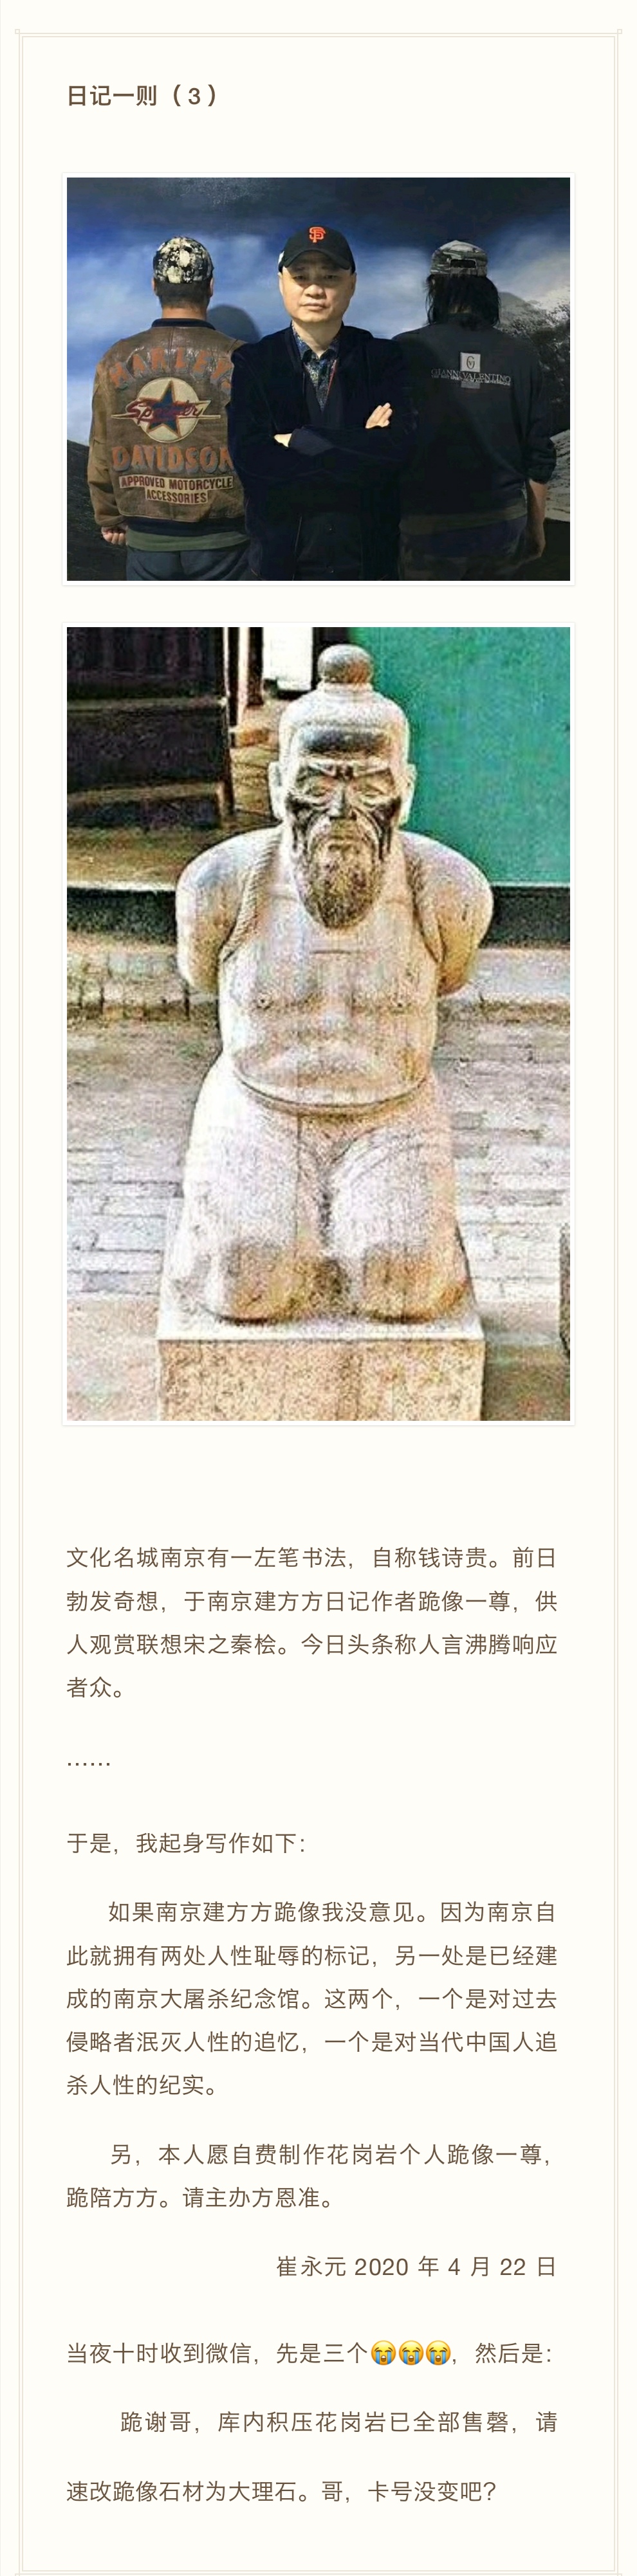 日记一则（3）
SF
HARLEY
DAVIDSON
APPROVED MOTORCYCLE
ACCESSORIES
GV
GIANNI VALENTINO
文化名城南京有一左笔书法，自称钱诗贵。前日
勃发奇想，于南京建方方日记作者跪像一尊，供
人观赏联想宋之秦桧。今日头条称人言沸腾响应
者众。
……
于是，我起身写作如下：
如果南京建方方跪像我没意见。因为南京自
此就拥有两处人性耻辱的标记，另一处是已经建
成的南京大屠杀纪念馆。这两个，一个是对过去
侵略者泯灭人性的追忆，一个是对当代中国人追
杀人性的纪实。
另，本人愿自费制作花岗岩个人跪像一尊，
跪陪方方。请主办方恩准。
崔永元 2020 年 4 月 22 日
当夜十时收到微信，先是三个😭😭😭，然后是：
跪谢哥，库内积压花岗岩已全部售罄，请
速改跪像石材为大理石。哥，卡号没变吧？